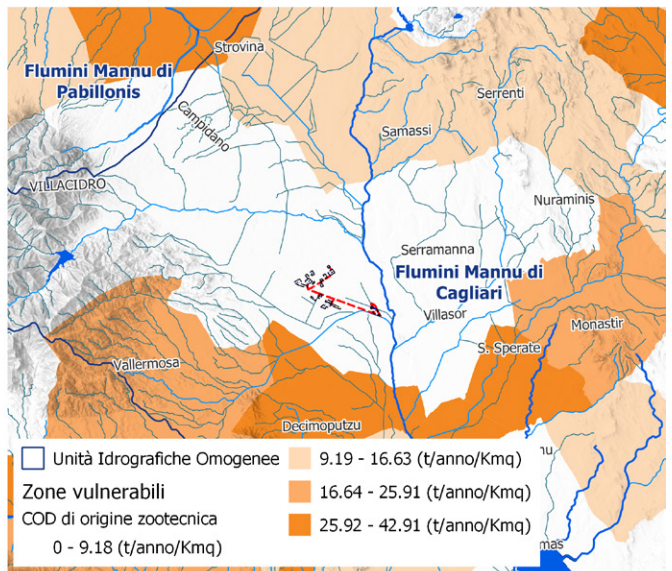 Strovina
Flumini Mannu di
Pabillonis
Serrenti
Campidano
Samassi
VILLACIDRO
Nuraminis
Serramanna
Flumini Mannu di
Cagliari
Villasor
Monastir
S. Sperate
Vallermosa
Decimoputzu
Unità Idrografiche Omogenee
Zone vulnerabili
COD di origine zootecnica
0 - 9.18 (t/anno/Kmq)
9.19 - 16.63 (t/anno/Kmq)
16.64 - 25.91 (t/anno/Kmq)
25.92 - 42.91 (t/anno/Kmq)
nu
mas